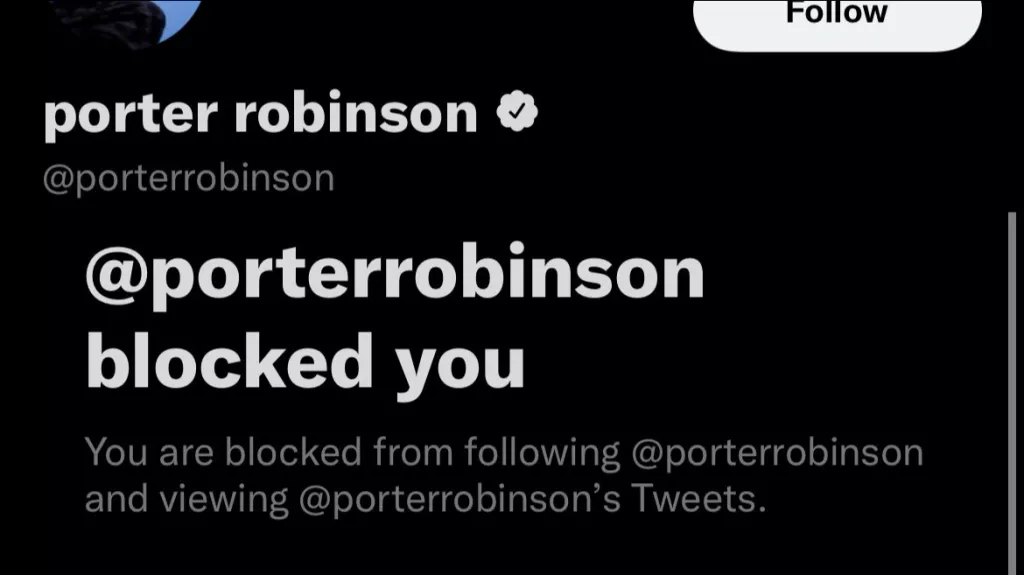 Follow
porter robinson
@porterrobinson
@porterrobinson
blocked you
You are blocked from following @porterrobinson
and viewing @porterrobinson’s Tweets.